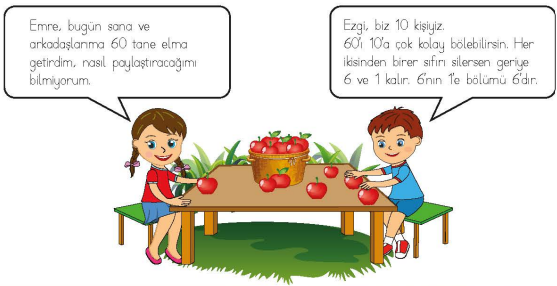 Emre, bugün sana ve
arkadaşlarıma 60 tane elma
getirdim, nasıl paylaştıracağımı
bilmiyorum.
Ezgi, biz 10 kişiyiz.
60'ı 10'a çok kolay bölebilirsin. Her
ikisinden birer sıfırı silersen geriye
6 ve 1 kalır. 6'nın 1'e bölümü 6'dır.